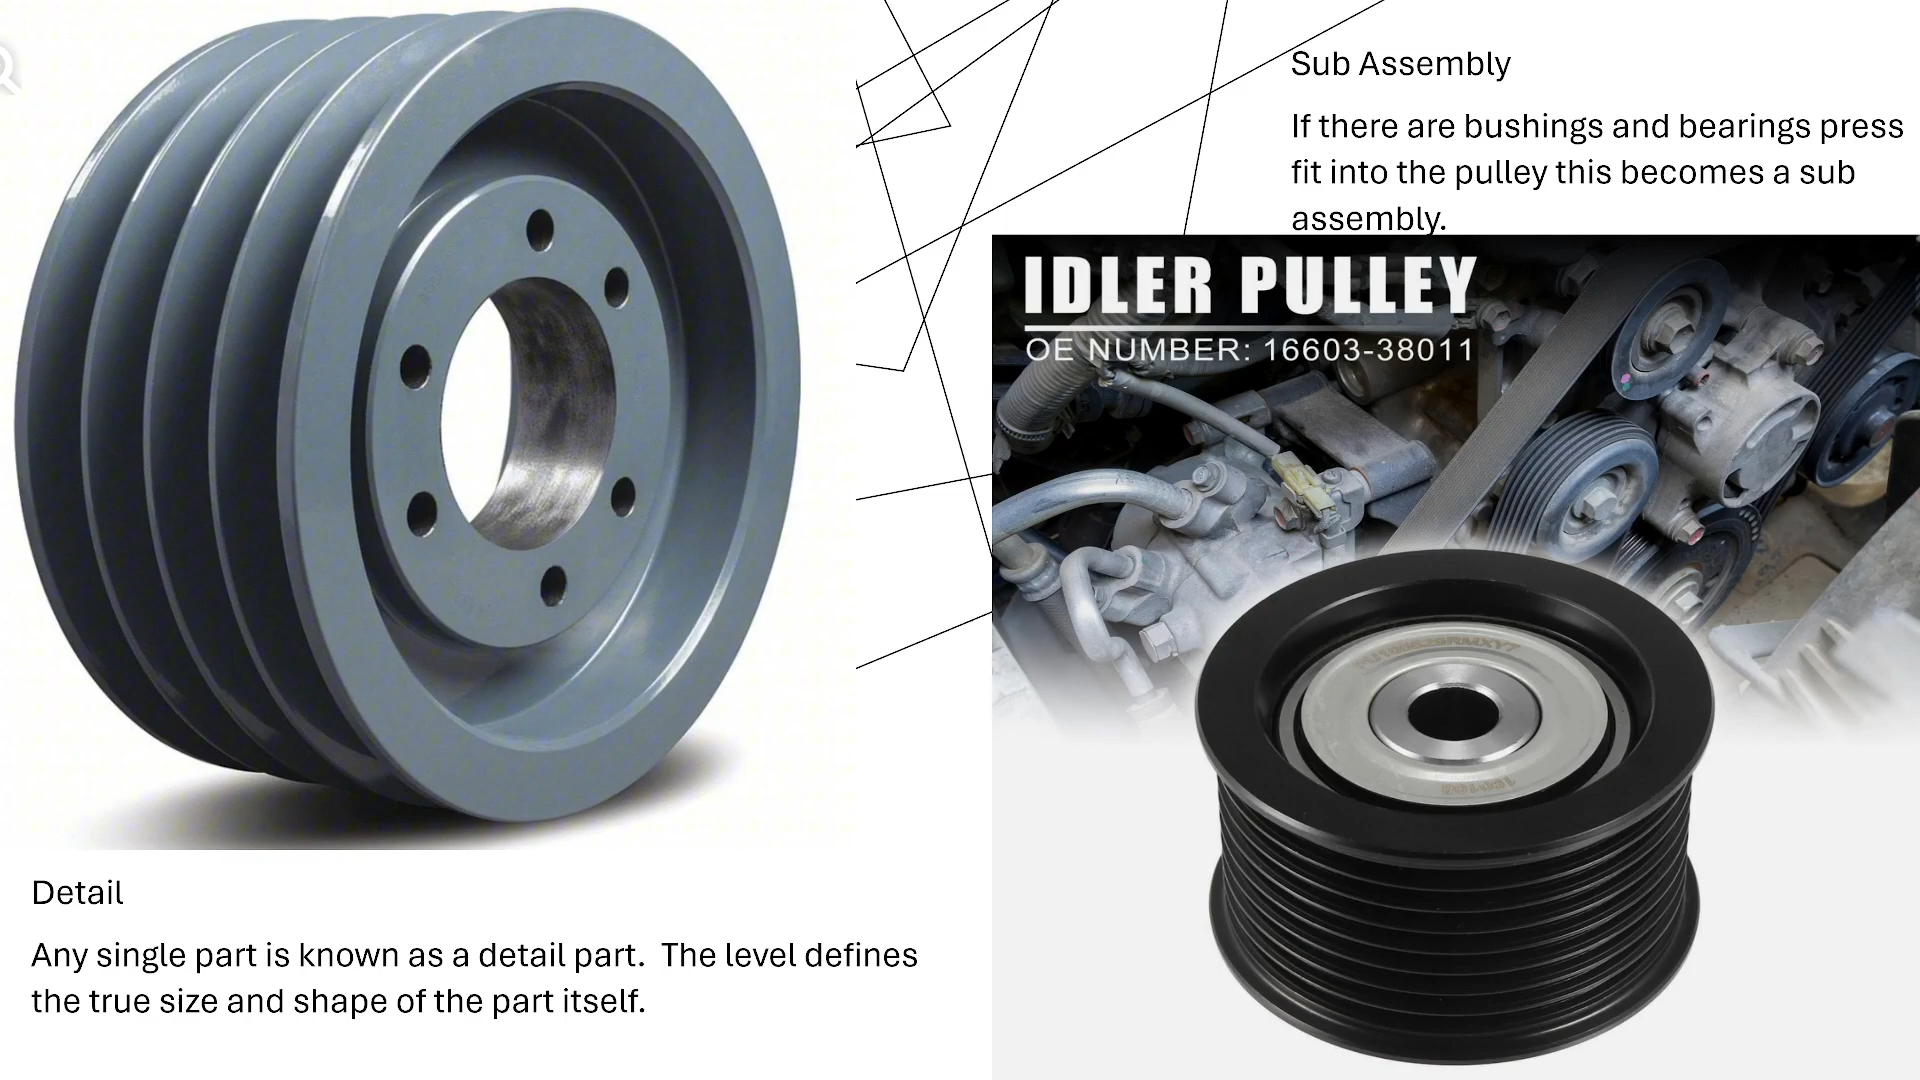 Sub Assembly
If there are bushings and bearings press
fit into the pulley this becomes a sub
assembly.
IDLER PULLEY
OE NUMBER: 16603-38011
Detail
Any single part is known as a detail part.  The level defines
the true size and shape of the part itself.